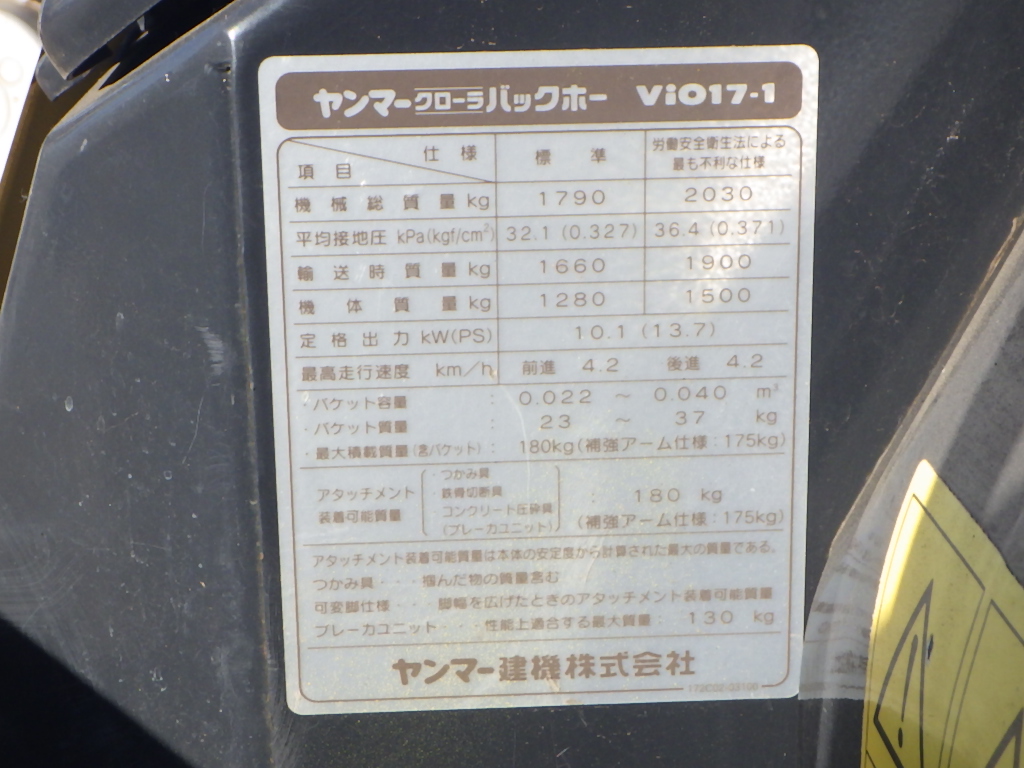 ヤンマークローラバックホー ViO17-1
仕様 標準 労働安全衛生法による
項目 最も不利な仕様
機械総質量 kg 1790 2030
平均接地圧 kPa(kgf/cm²) 32.1 (0.327) 36.4 (0.371)
輸送時質量 kg 1660 1900
機体質量 kg 1280 1500
定格出力 kW(PS) 10.1 (13.7)
最高走行速度 km/h 前進 4.2 後進 4.2
・バケット容量 : 0.022 ~ 0.040 m³
・バケット質量 : 23 ~ 37 kg
・最大積載質量(含バケット) : 180kg(補強アーム仕様:175kg)
・つかみ具
アタッチメント ・鉄骨切断具 : 180 kg
装着可能質量 コンクリート圧砕具 (補強アーム仕様:175kg)
(ブレーカユニット)
アタッチメント装着可能質量は本体の安定度から計算された最大の質量である。
つかみ具・・・掴んだ物の質量含む
可変脚仕様・・脚幅を広げたときのアタッチメント装着可能質量
ブレーカユニット・・・性能上適合する最大質量: 130 kg
ヤンマー建機株式会社